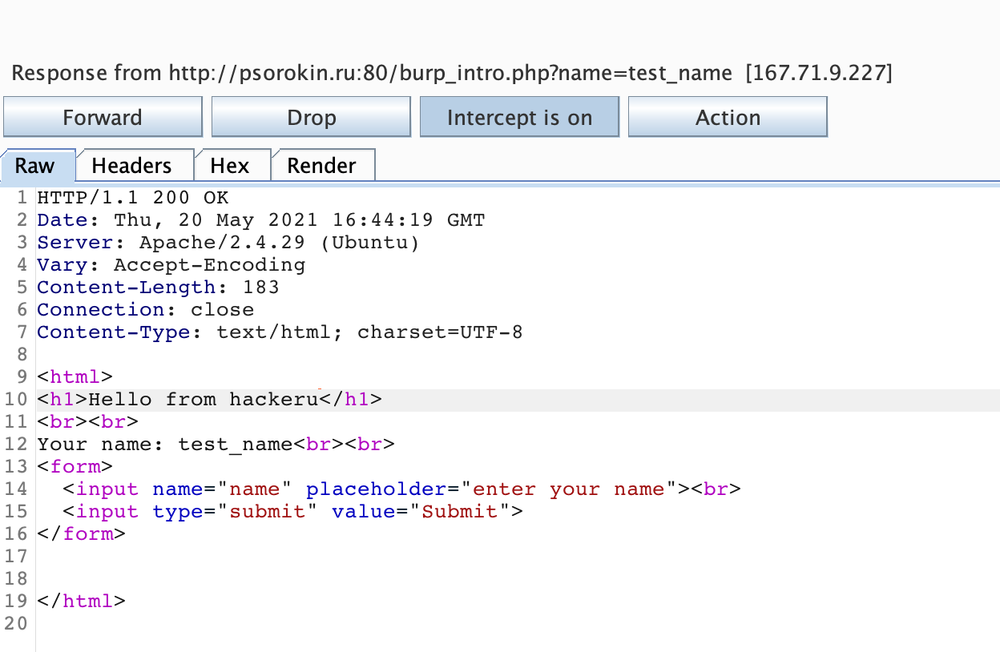 Response from http://psorokin.ru:80/burp_intro.php?name=test_name [167.71.9.227]
Forward Drop Intercept is on Action
Raw Headers Hex Render
1 HTTP/1.1 200 OK
2 Date: Thu, 20 May 2021 16:44:19 GMT
3 Server: Apache/2.4.29 (Ubuntu)
4 Vary: Accept-Encoding
5 Content-Length: 183
6 Connection: close
7 Content-Type: text/html; charset=UTF-8
8
9 <html>
10 <h1>Hello from hackeru</h1>
11 <br><br>
12 Your name: test_name<br><br>
13 <form>
14   <input name="name" placeholder="enter your name"><br>
15   <input type="submit" value="Submit">
16 </form>
17
18
19 </html>
20